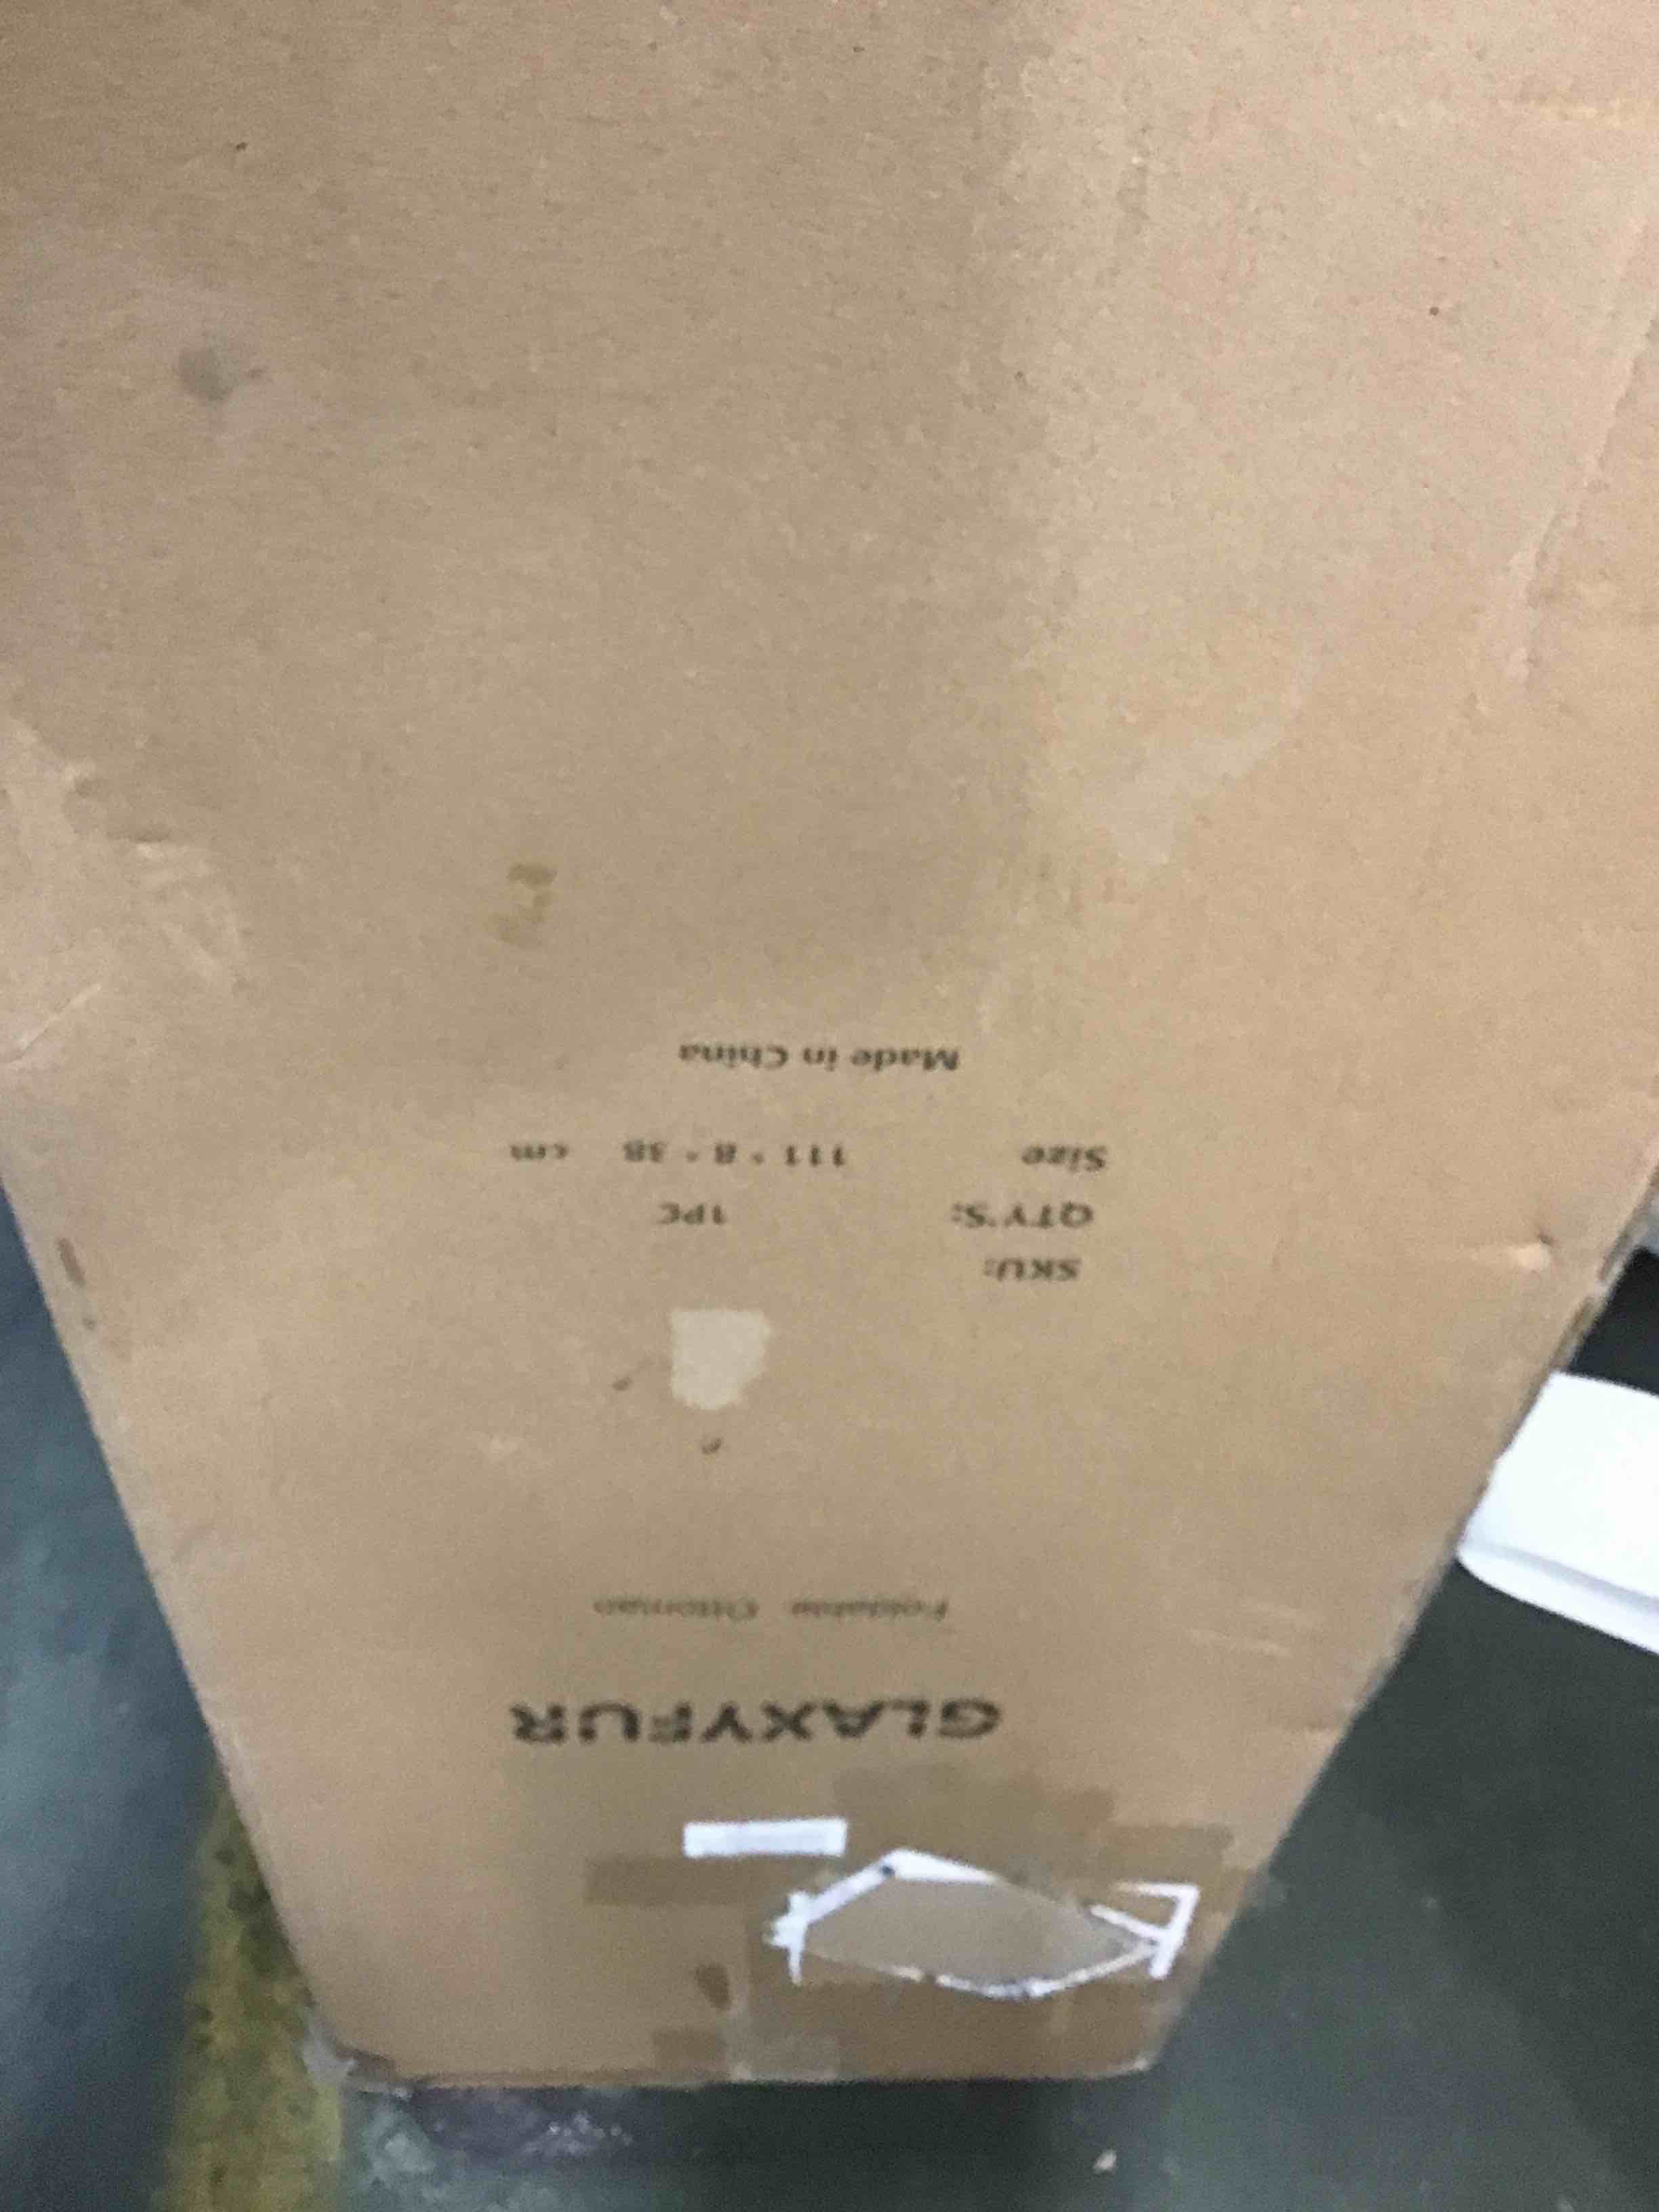 GLAXYFUR
Foldable Ottoman
SKU:
QTY'S: 1PC
Size 111 * 8 * 38 cm
Made in China